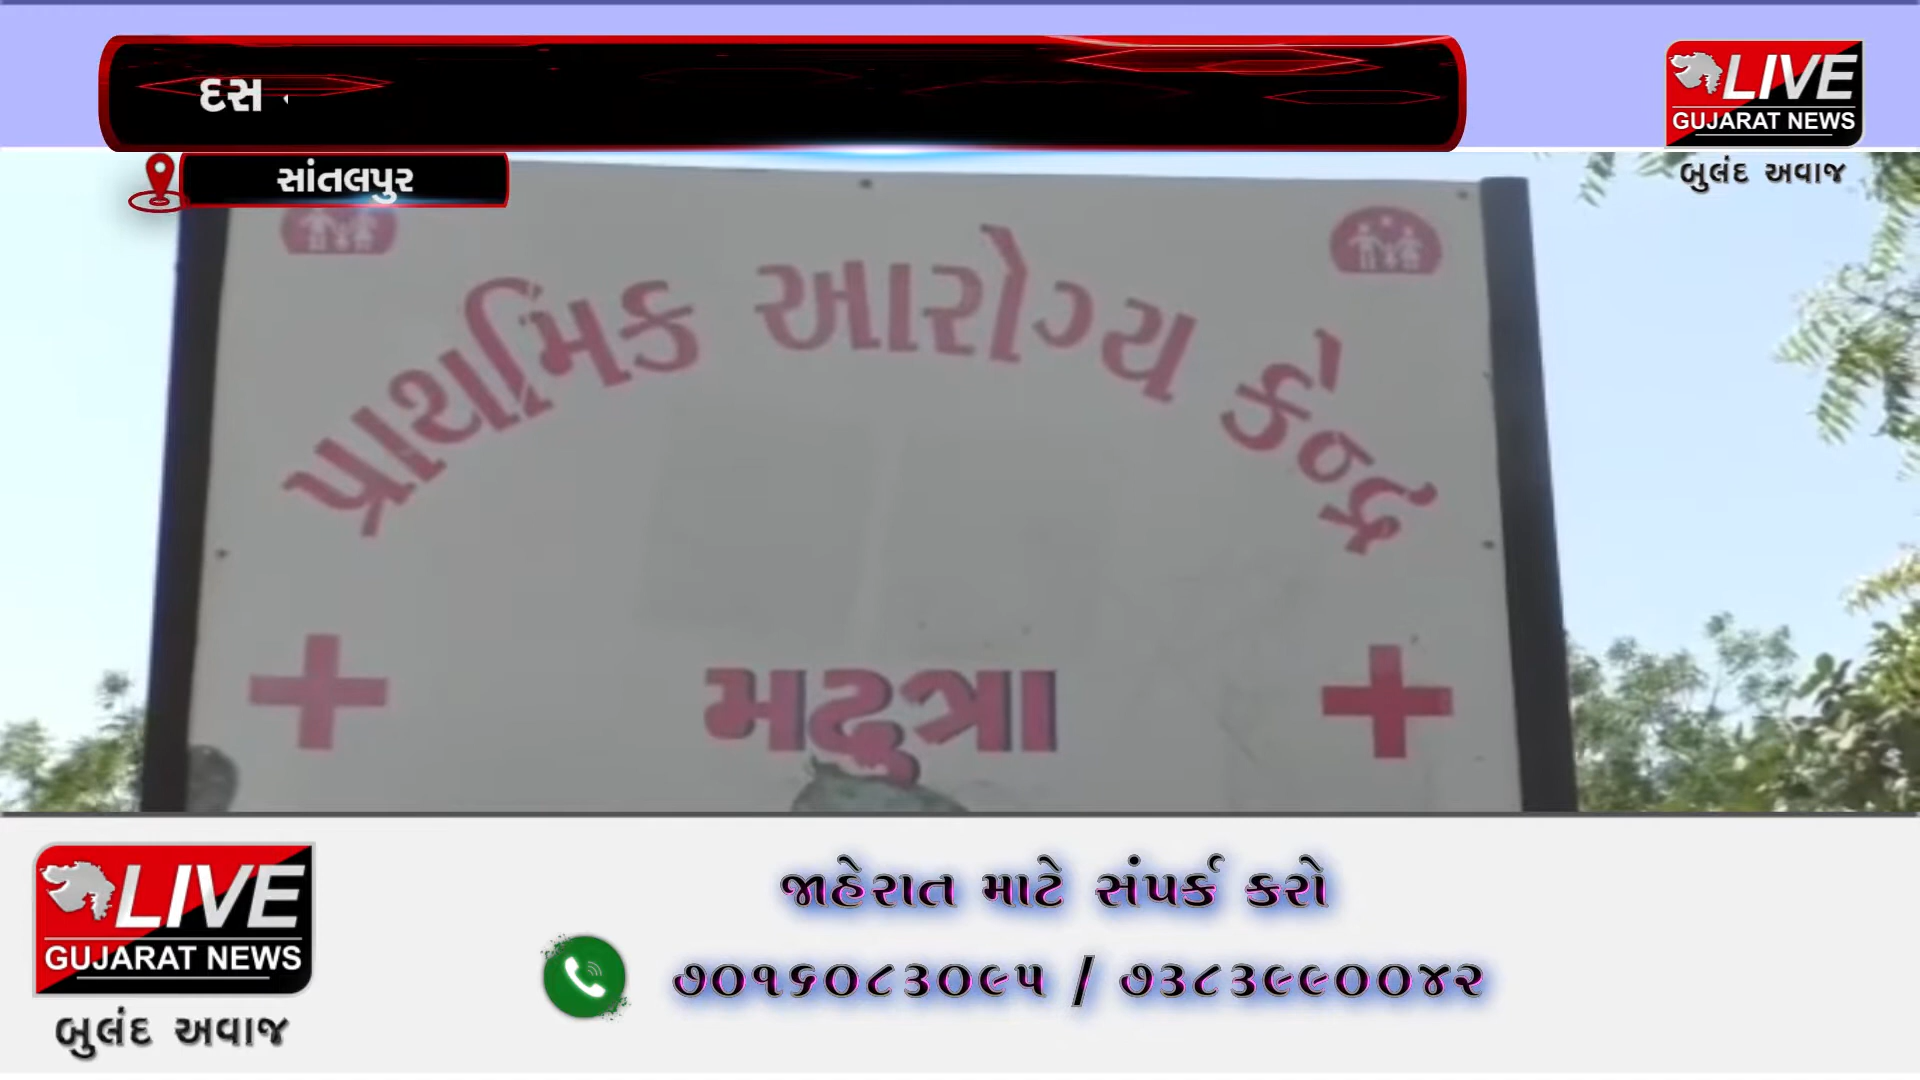 દસ
LIVE
GUJARAT NEWS
બુલંદ અવાજ
સાંતલપુર
પ્રાથમિક આરોગ્ય કેન્દ્ર
મઢુત્રા
LIVE
GUJARAT NEWS
બુલંદ અવાજ
જાહેરાત માટે સંપર્ક કરો
૭૦૧૬૦૮૩૦૯૫ / ૭૩૮૩૯૯૦૦૪૨